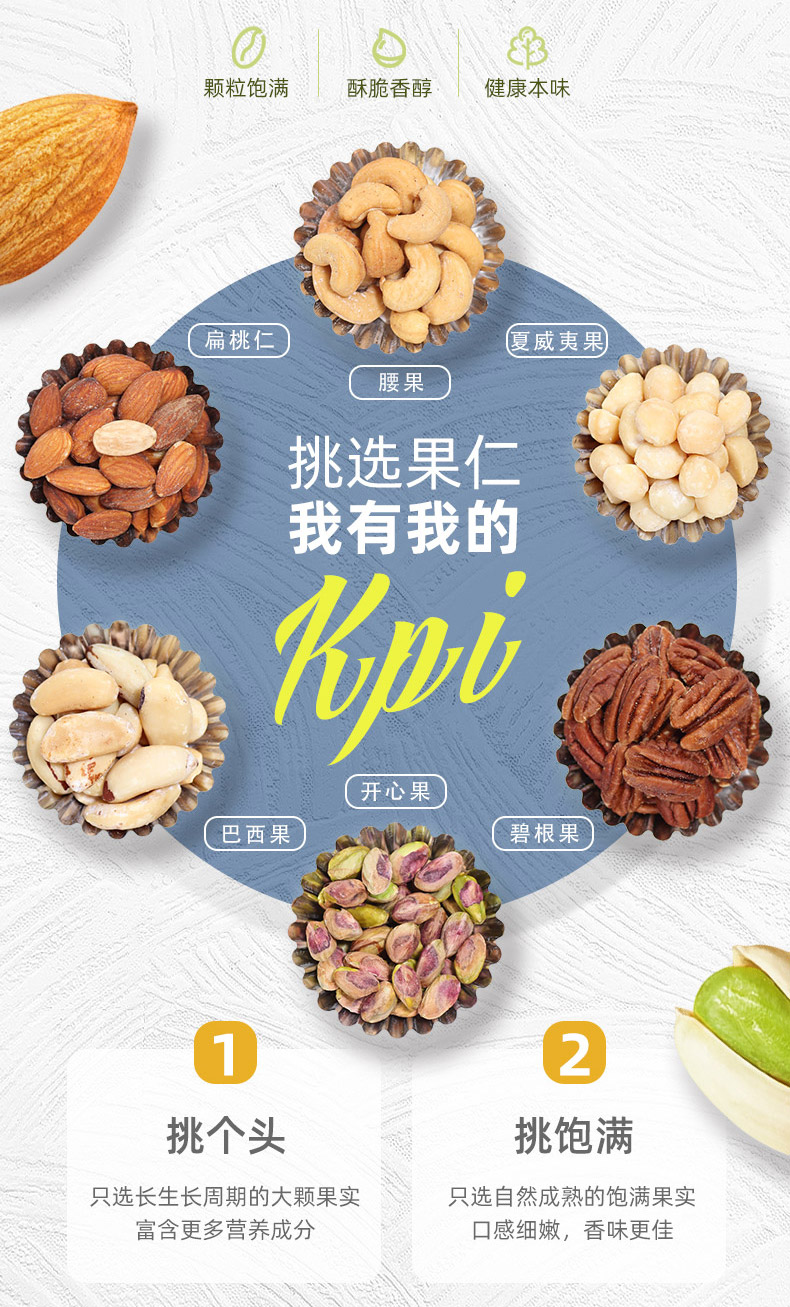 颗粒饱满
酥脆香醇
健康本味
扁桃仁
腰果
夏威夷果
挑选果仁
我有我的
Kpi
开心果
巴西果
碧根果
1
挑个头
只选长生长周期的大颗果实
富含更多营养成分
2
挑饱满
只选自然成熟的饱满果实
口感细嫩，香味更佳